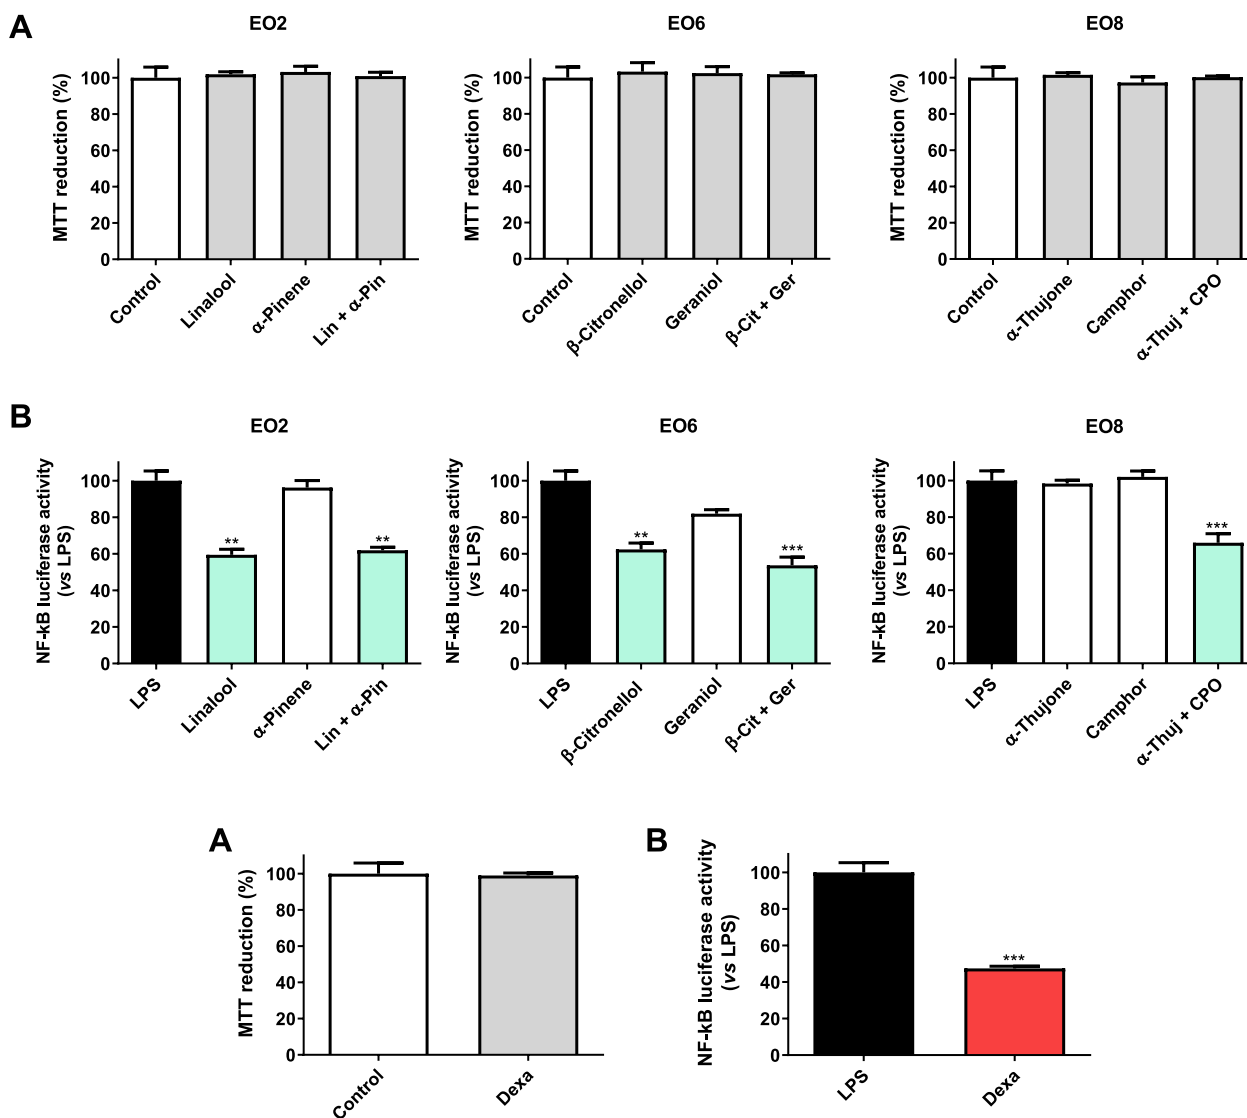 A
EO2
EO6
EO8
MTT reduction (%)
100
80
60
40
20
0
Control
Linalool
α-Pinene
Lin + α-Pin
MTT reduction (%)
100
80
60
40
20
0
Control
β-Citronellol
Geraniol
β-Cit + Ger
MTT reduction (%)
100
80
60
40
20
0
Control
α-Thujone
Camphor
α-Thuj + CPO
B
EO2
EO6
EO8
NF-kB luciferase activity
(vs LPS)
100
80
60
40
20
0
**
**
LPS
Linalool
α-Pinene
Lin + α-Pin
NF-kB luciferase activity
(vs LPS)
100
80
60
40
20
0
**
***
LPS
β-Citronellol
Geraniol
β-Cit + Ger
NF-kB luciferase activity
(vs LPS)
100
80
60
40
20
0
***
LPS
α-Thujone
Camphor
α-Thuj + CPO
A
MTT reduction (%)
100
80
60
40
20
0
Control
Dexa
B
NF-kB luciferase activity
(vs LPS)
100
80
60
40
20
0
***
LPS
Dexa